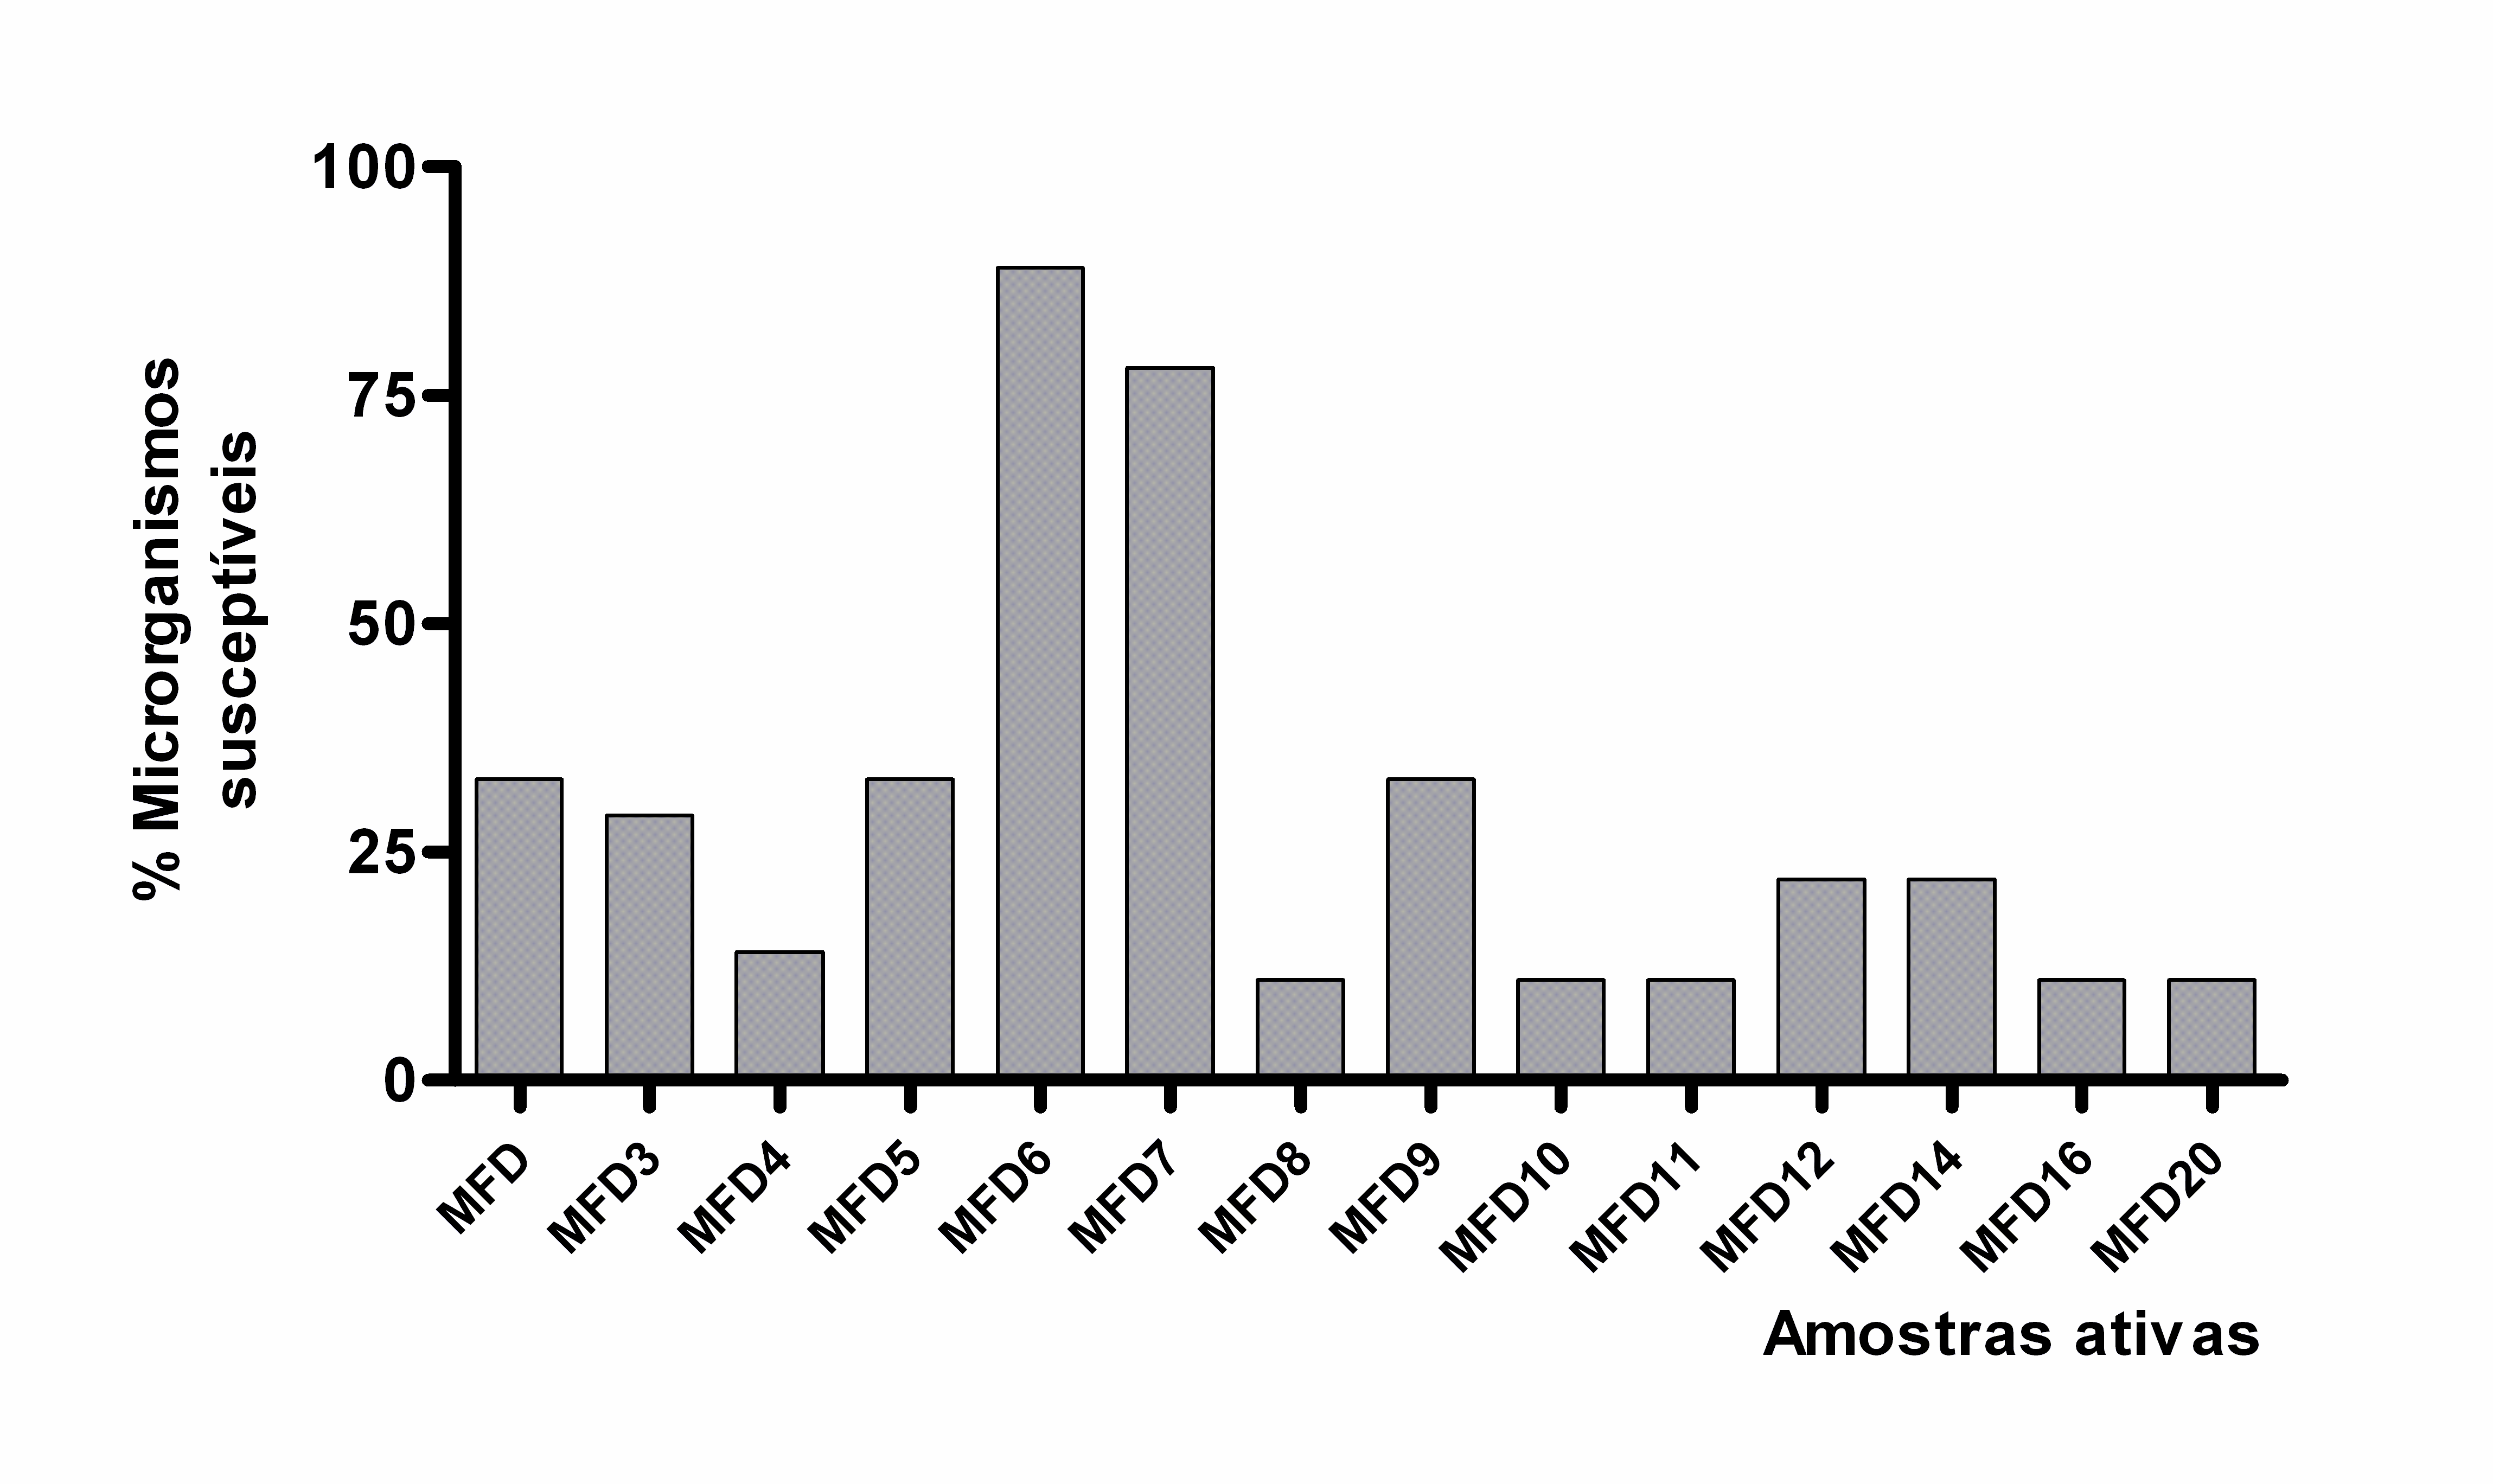 % Microrganismos
susceptíveis
100
75
50
25
0
MFD
MFD3
MFD4
MFD5
MFD6
MFD7
MFD8
MFD9
MFD10
MFD11
MFD12
MFD14
MFD16
MFD20
Amostras ativas